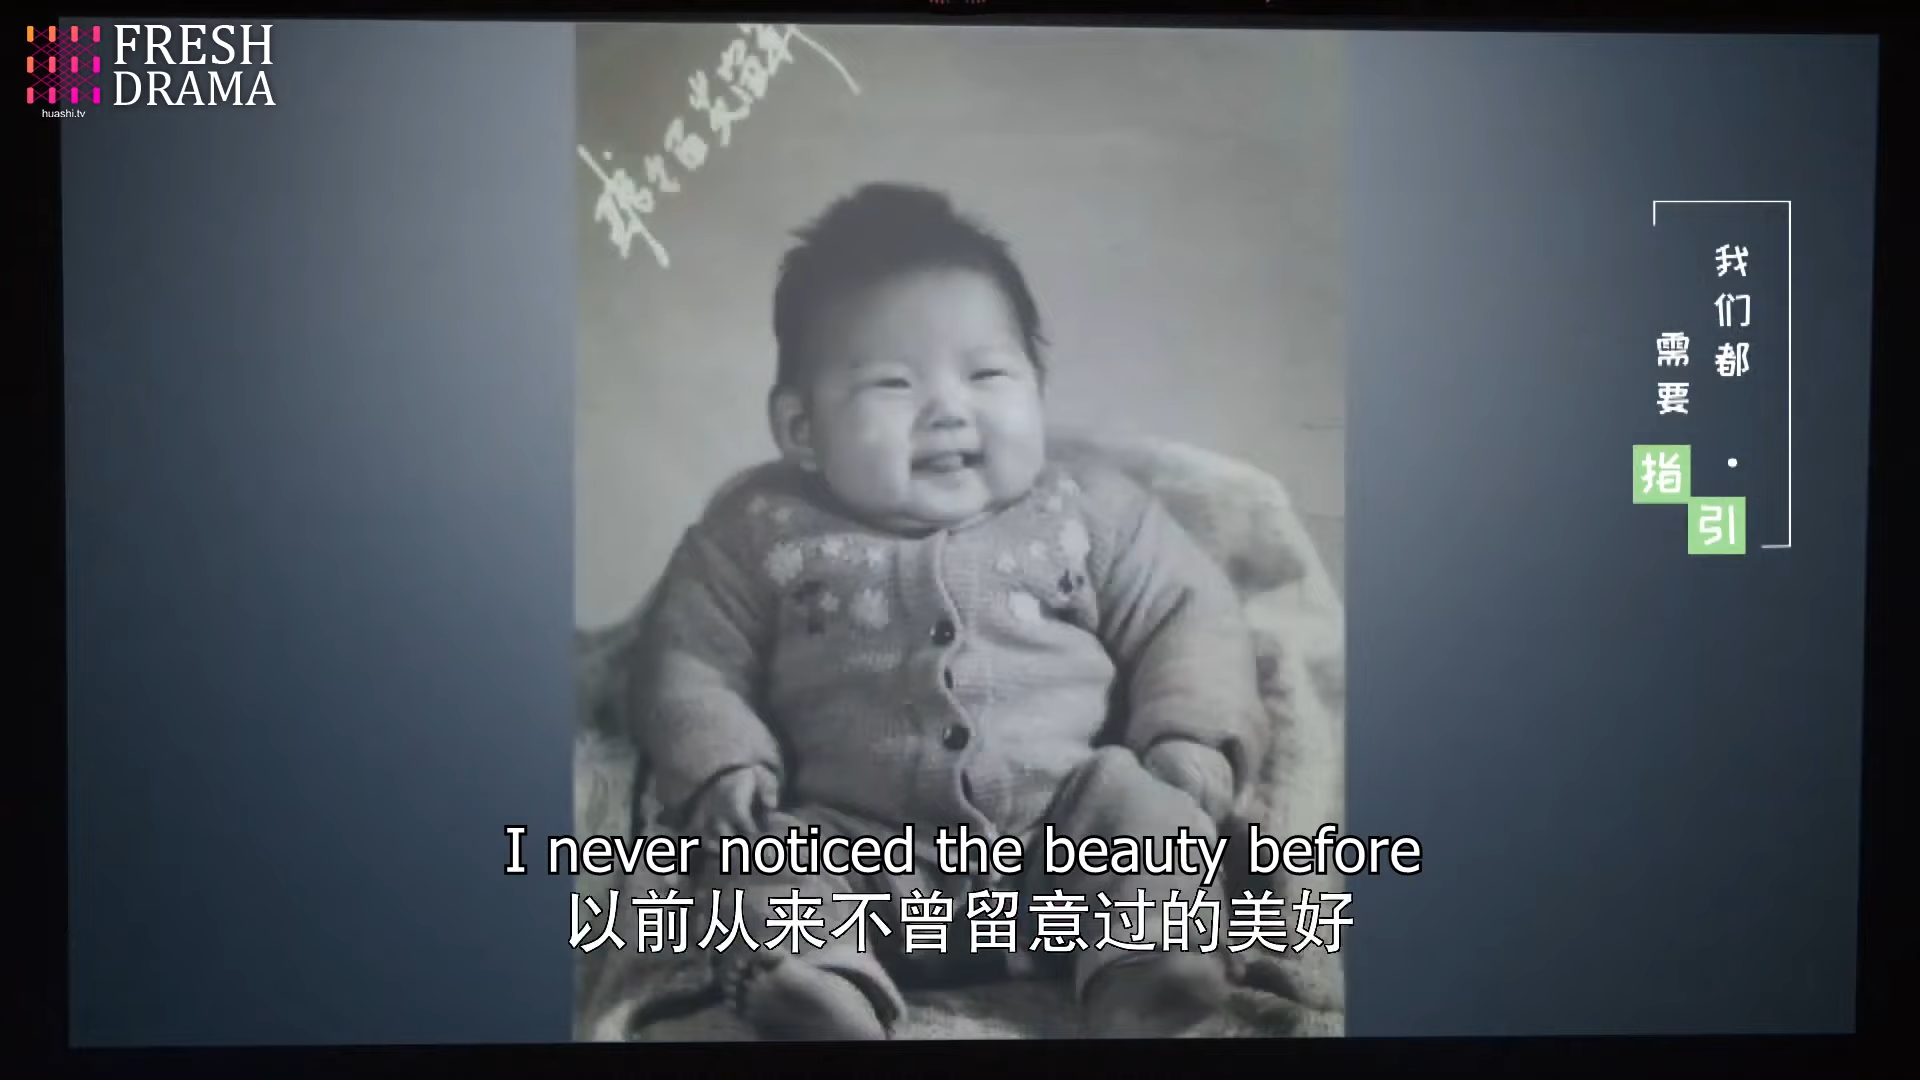 FRESH
DRAMA
huashi.tv
我们都
需要
指引
I never noticed the beauty before
以前从来不曾留意过的美好